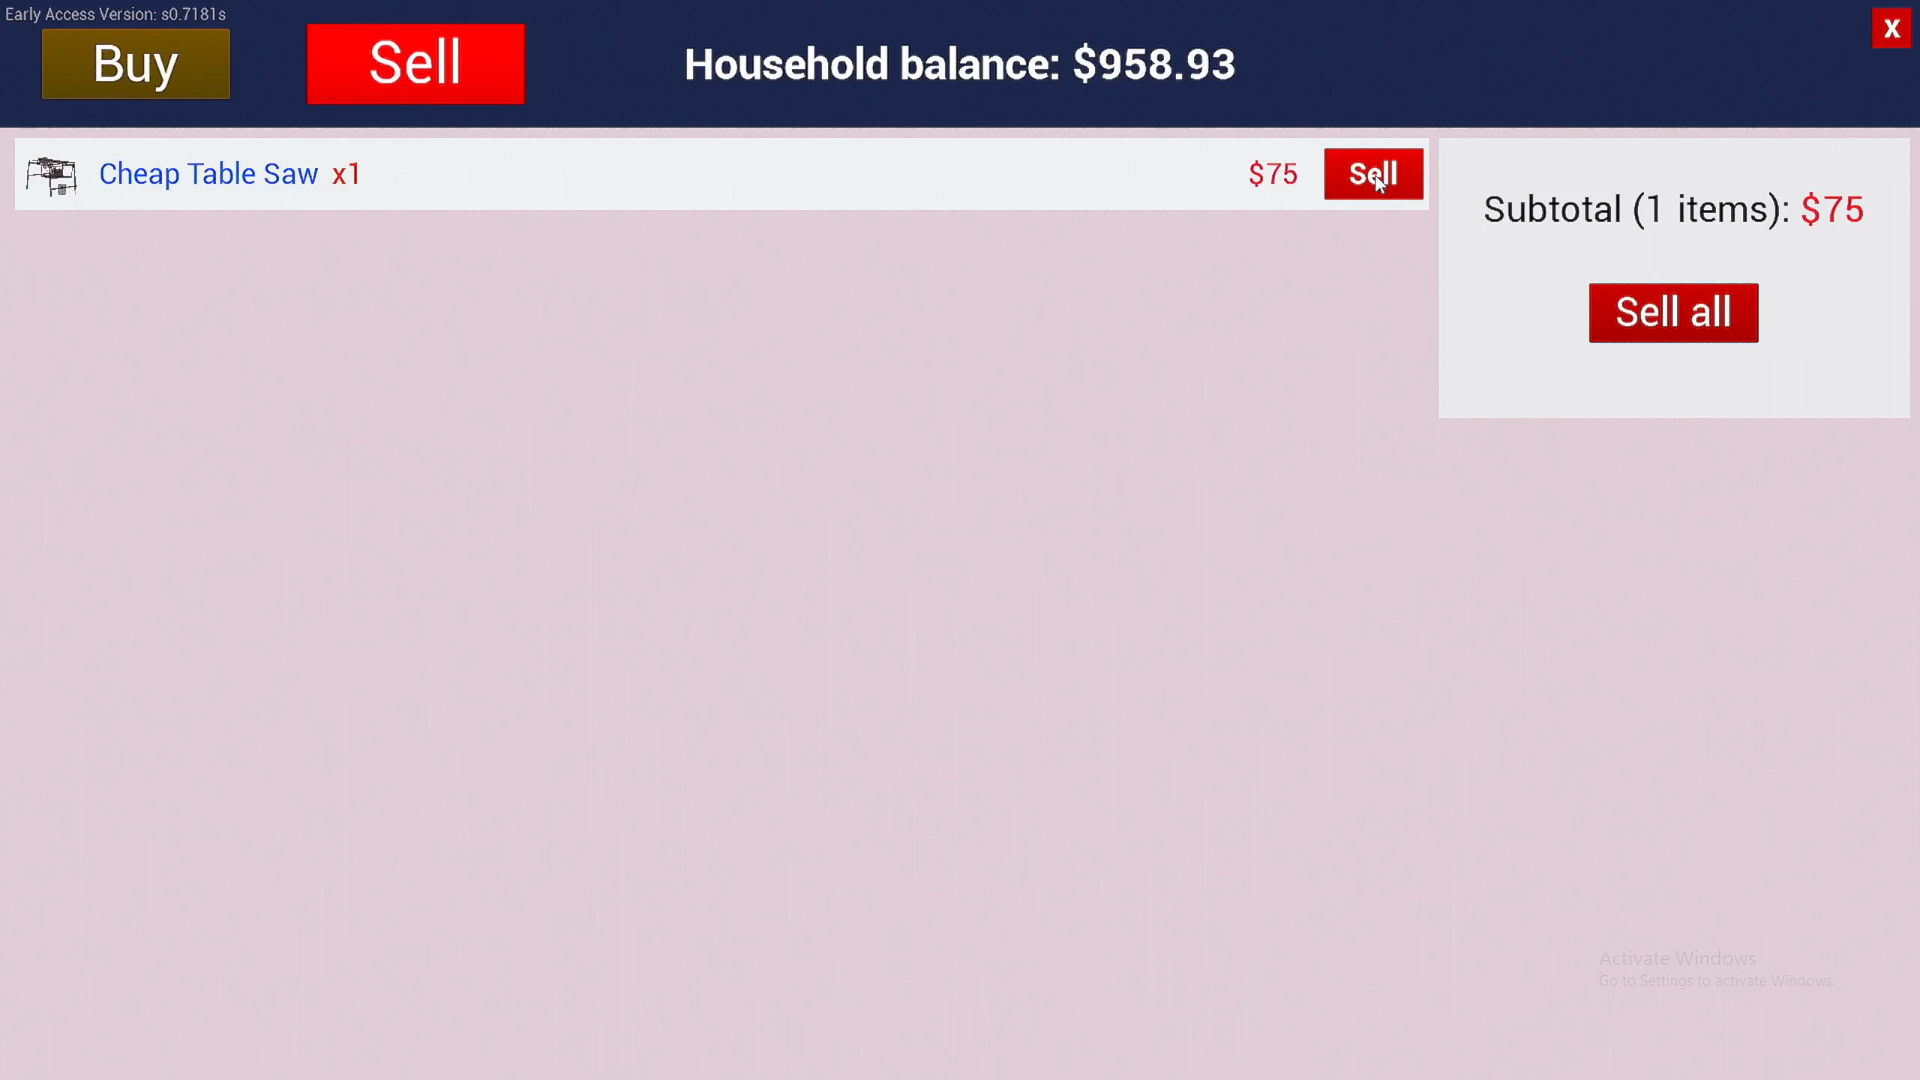 Early Access Version: s0.7181s
Buy
Sell
Household balance: $958.93
X
Cheap Table Saw x1
$75
Sell
Subtotal (1 items): $75
Sell all
Activate Windows
Go to Settings to activate Windows.